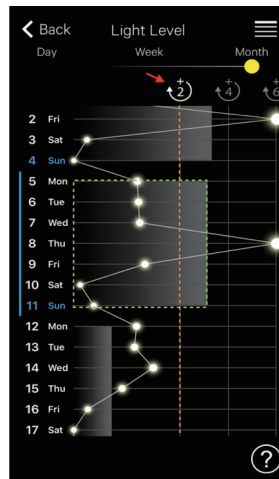 Back Light Level
Day Week Month
+2 +4 +6
2 Fri
3 Sat
4 Sun
5 Mon
6 Tue
7 Wed
8 Thu
9 Fri
10 Sat
11 Sun
12 Mon
13 Tue
14 Wed
15 Thu
16 Fri
17 Sat
?